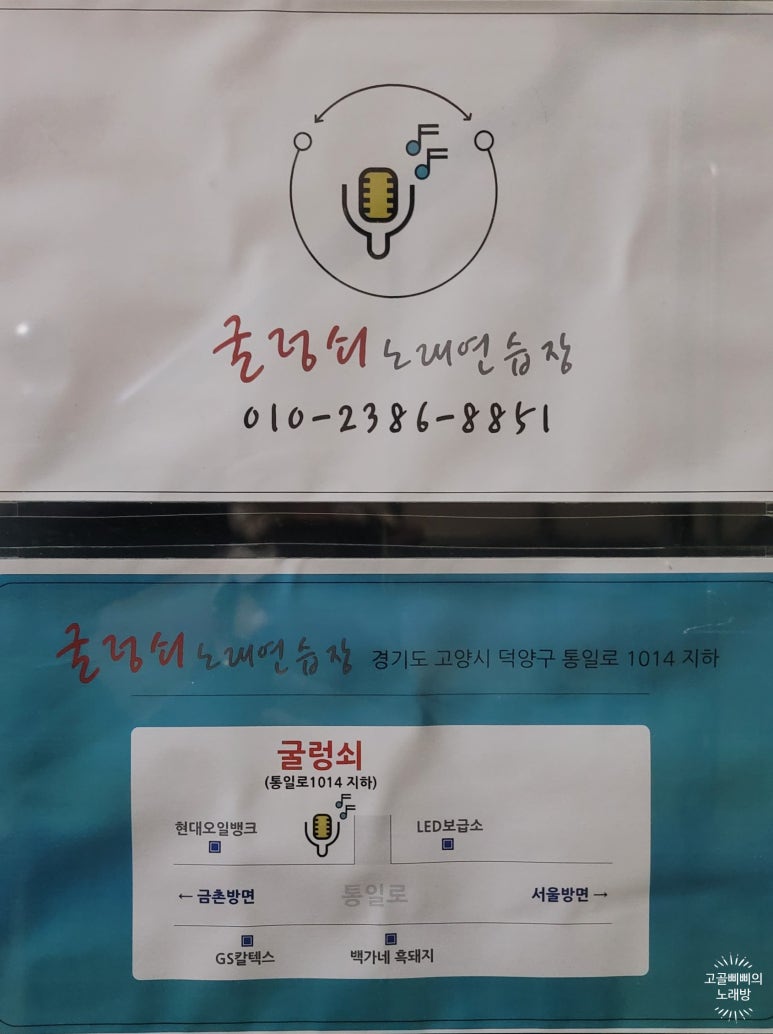 굴렁쇠 노래연습장
010-2386-8851
굴렁쇠 노래연습장 경기도 고양시 덕양구 통일로 1014 지하
굴렁쇠
(통일로1014 지하)
현대오일뱅크
LED보급소
← 금촌방면
통일로
서울방면 →
GS칼텍스
백가네 흑돼지
고골삐삐의
노래방